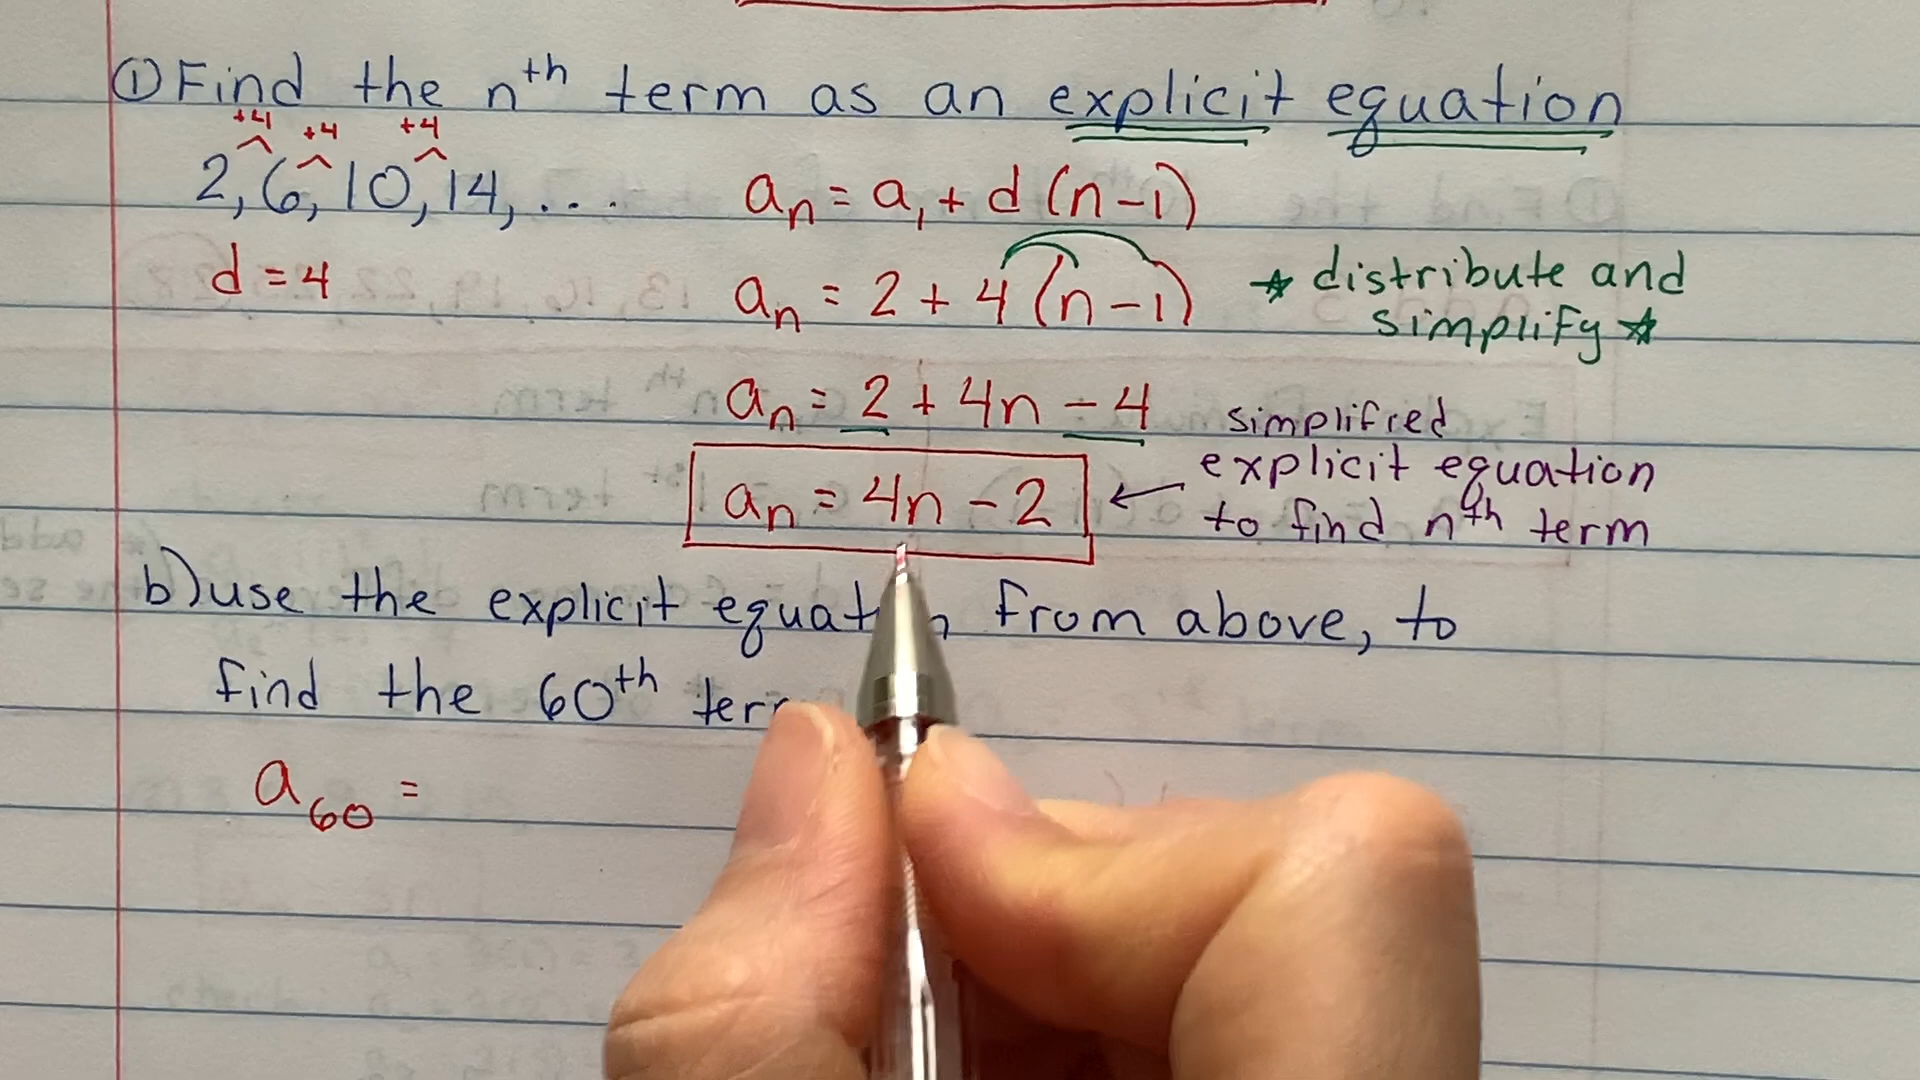 ① Find the nᵗʰ term as an explicit equation
+4 +4 +4
2, 6, 10, 14, ...
aₙ = a₁ + d (n-1)
d = 4
aₙ = 2 + 4 (n-1)
★ distribute and
simplify ★
aₙ = 2 + 4n - 4
simplified
explicit equation
to find nᵗʰ term
aₙ = 4n - 2
b) use the explicit from above, to
find the 60ᵗʰ
a₆₀ =